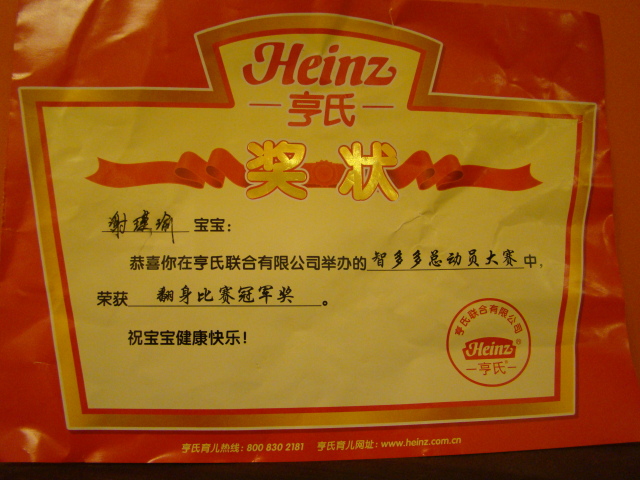 Heinz
亨氏
奖状
谢瑾瑜 宝宝：
恭喜你在亨氏联合有限公司举办的智多多总动员大赛中，
荣获 翻身比赛冠军奖 。
祝宝宝健康快乐！
亨氏联合有限公司
Heinz®
亨氏
亨氏育儿热线：800 830 2181 亨氏育儿网址：www.heinz.com.cn